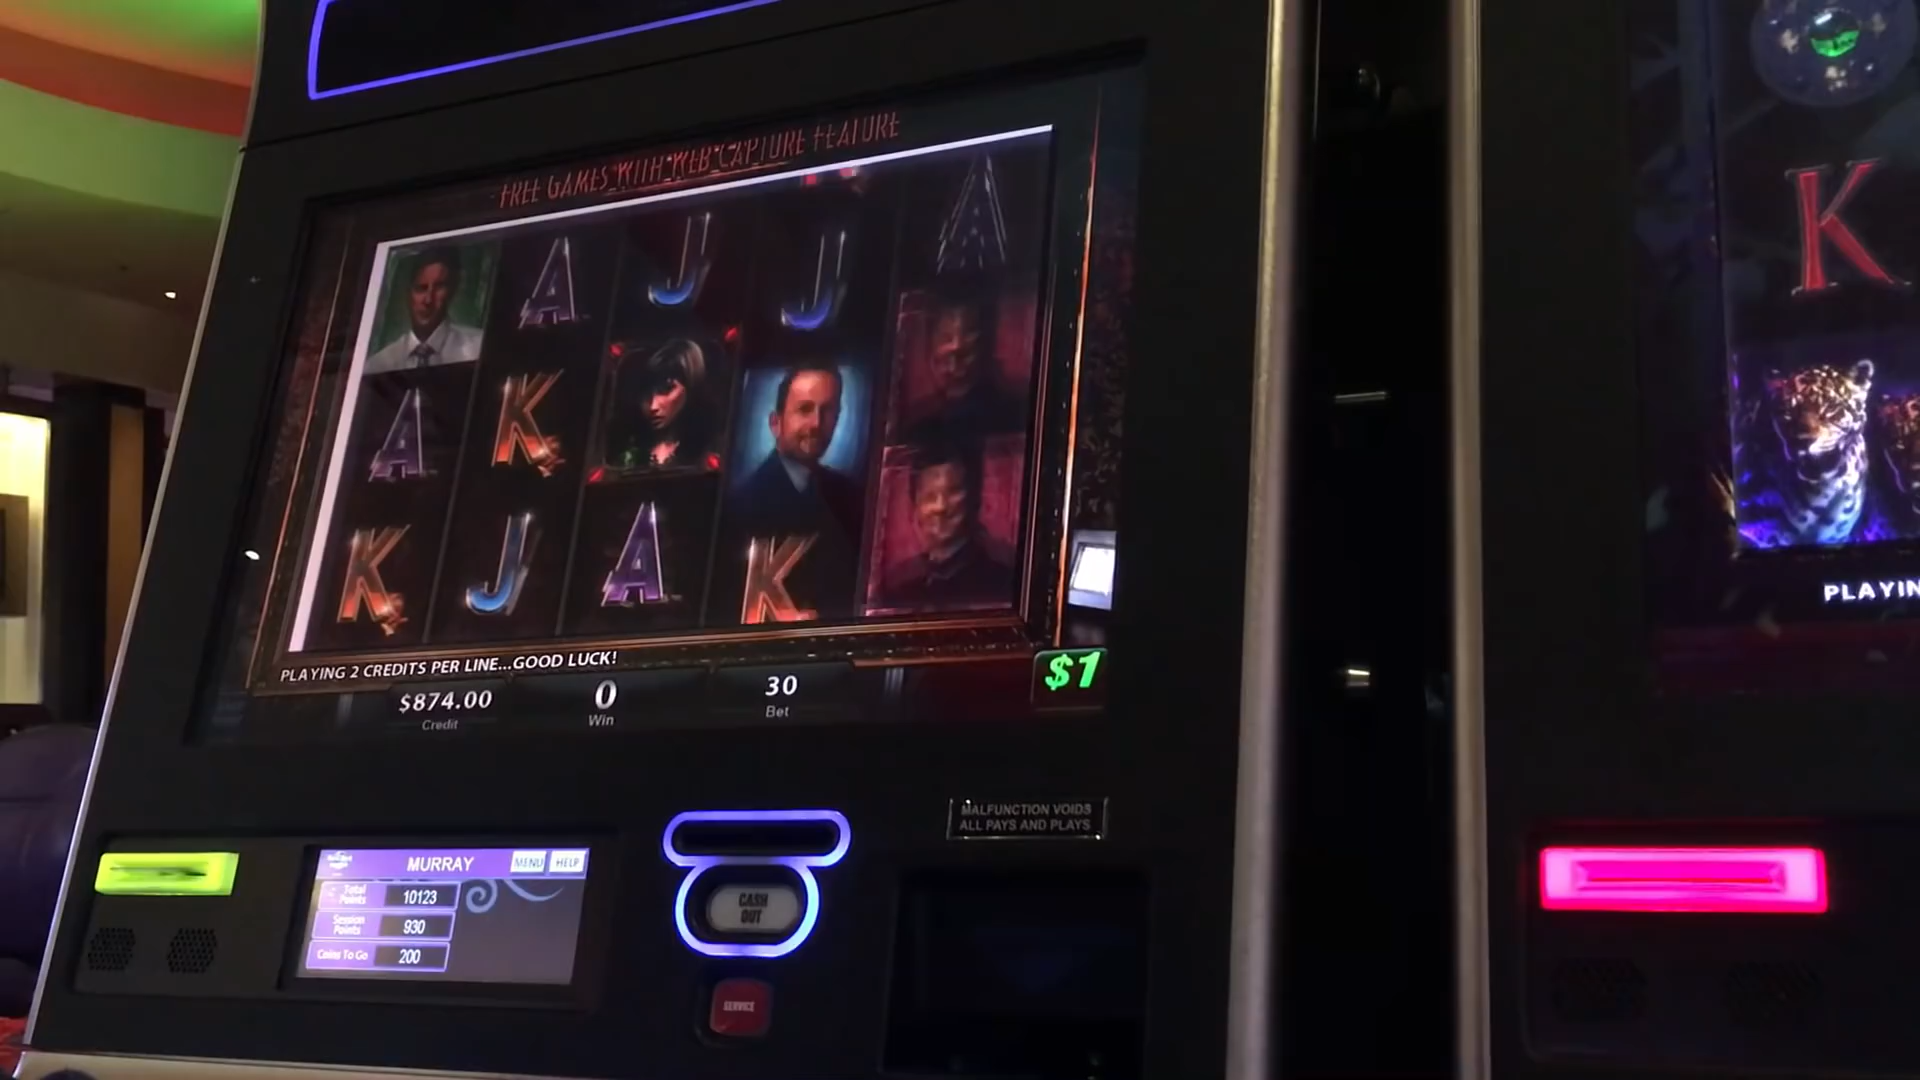 FREE GAMES WITH WEB CAPTURE FEATURE
A J J A
A K
K J A K
PLAYING 2 CREDITS PER LINE...GOOD LUCK!
$874.00 0 30 $1
Credit Win Bet
MALFUNCTION VOIDS
ALL PAYS AND PLAYS
MURRAY MENU HELP
Total Points 10123
Session Points 930
Coins To Go 200
CASH
OUT
SERVICE
K
PLAYIN